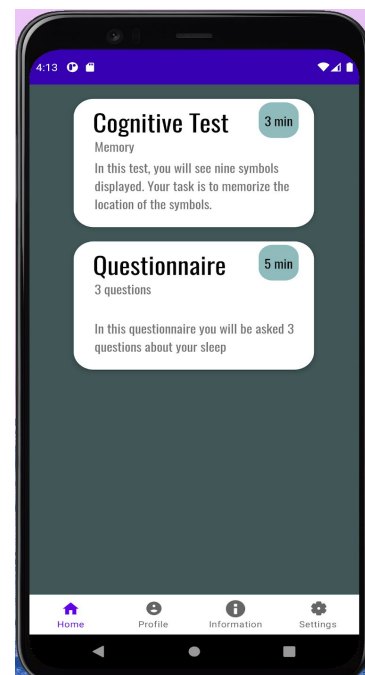 4:13
Cognitive Test
3 min
Memory
In this test, you will see nine symbols
displayed. Your task is to memorize the
location of the symbols.
Questionnaire
5 min
3 questions
In this questionnaire you will be asked 3
questions about your sleep
Home
Profile
Information
Settings